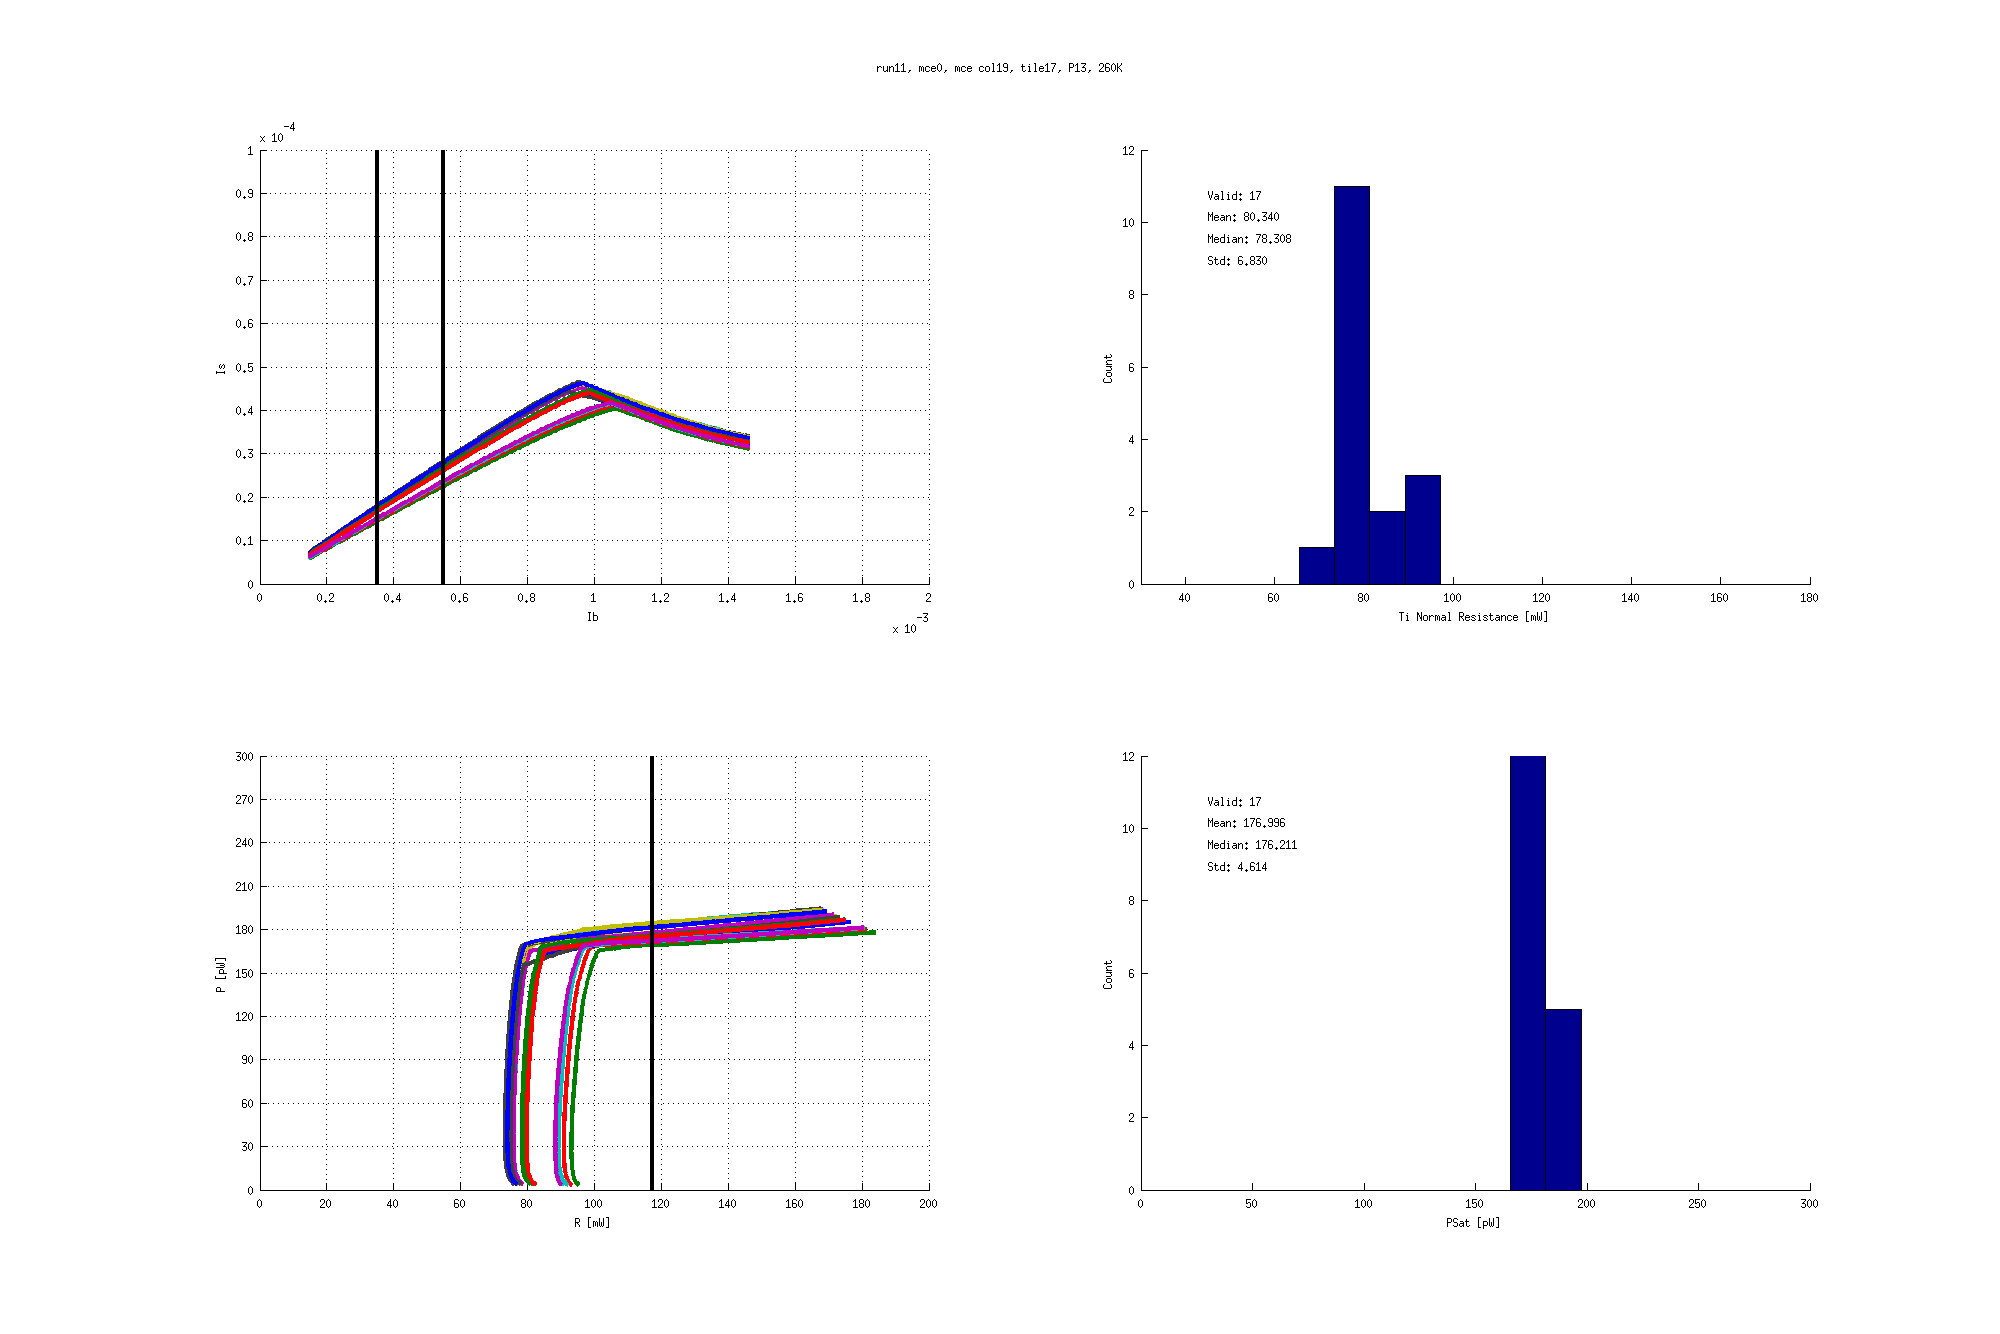 run11, mce0, mce col19, tile17, P13, 260K
x 10
-4
1
0.9
0.8
0.7
0.6
0.5
0.4
0.3
0.2
0.1
0
Is
0 0.2 0.4 0.6 0.8 1 1.2 1.4 1.6 1.8 2
Ib
x 10
-3
12
10
8
6
4
2
0
Count
Valid: 17
Mean: 80.340
Median: 78.308
Std: 6.830
40 60 80 100 120 140 160 180
Ti Normal Resistance [mW]
300
270
240
210
180
150
120
90
60
30
0
P [pW]
0 20 40 60 80 100 120 140 160 180 200
R [mW]
12
10
8
6
4
2
0
Count
Valid: 17
Mean: 176.996
Median: 176.211
Std: 4.614
0 50 100 150 200 250 300
PSat [pW]